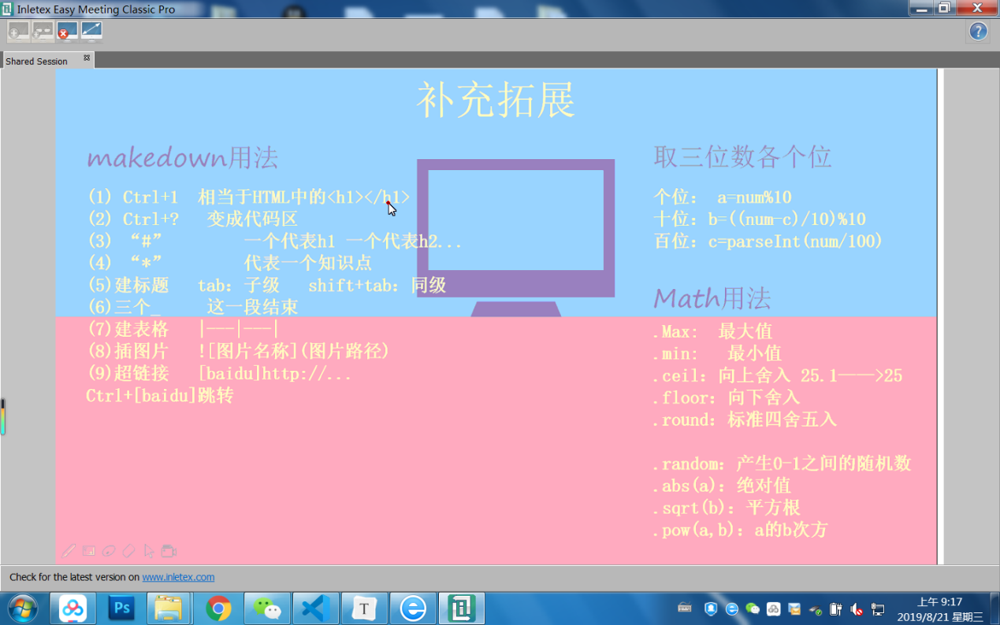 Inletex Easy Meeting Classic Pro
Shared Session
补充拓展
makedown用法
(1) Ctrl+1 相当于HTML中的<h1></h1>
(2) Ctrl+? 变成代码区
(3) “#” 一个代表h1 一个代表h2...
(4) “*” 代表一个知识点
(5)建标题 tab：子级 shift+tab：同级
(6)三个_ 这一段结束
(7)建表格 |---|---|
(8)插图片 ![图片名称](图片路径)
(9)超链接 [baidu]http://...
Ctrl+[baidu]跳转
取三位数各个位
个位： a=num%10
十位：b=((num-c)/10)%10
百位：c=parseInt(num/100)
Math用法
.Max： 最大值
.min： 最小值
.ceil：向上舍入 25.1——>25
.floor：向下舍入
.round：标准四舍五入
.random：产生0-1之间的随机数
.abs(a)：绝对值
.sqrt(b)：平方根
.pow(a,b)：a的b次方
Check for the latest version on www.inletex.com
Ps
T
上午 9:17
2019/8/21 星期三